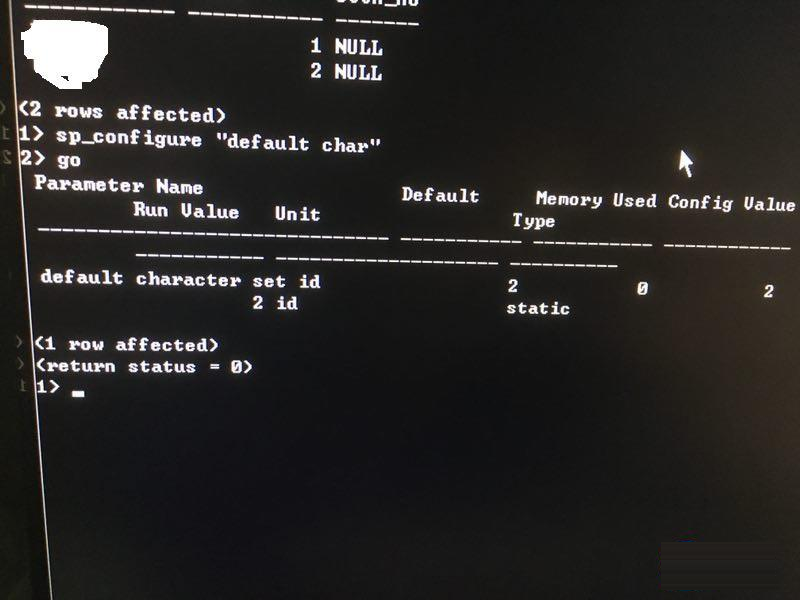 1 NULL
2 NULL
(2 rows affected)
1> sp_configure "default char"
2> go
Parameter Name Default Memory Used Config Value
Run Value Unit Type
default character set id 2 0 2
2 id static
(1 row affected)
(return status = 0)
1>